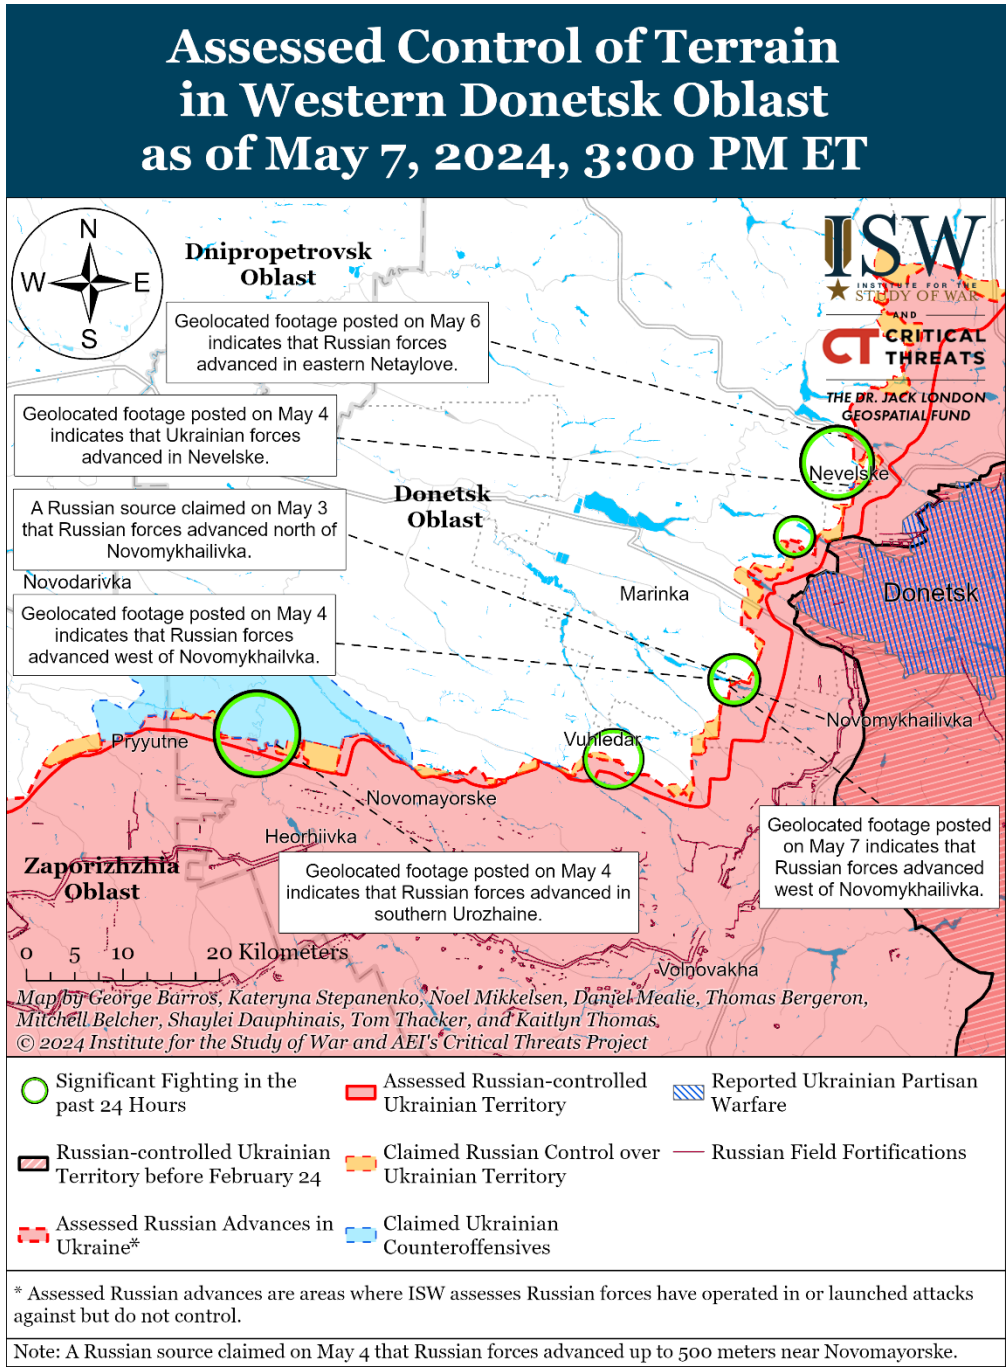 Assessed Control of Terrain
in Western Donetsk Oblast
as of May 7, 2024, 3:00 PM ET
N
W
E
S
Dnipropetrovsk
Oblast
ISW
INSTITUTE FOR THE
STUDY OF WAR
AND
CT CRITICAL
THREATS
THE DR. JACK LONDON
GEOSPATIAL FUND
Geolocated footage posted on May 6
indicates that Russian forces
advanced in eastern Netaylove.
Geolocated footage posted on May 4
indicates that Ukrainian forces
advanced in Nevelske.
Nevelske
Donetsk
Oblast
A Russian source claimed on May 3
that Russian forces advanced north of
Novomykhailivka.
Novodarivka
Marinka
Donetsk
Geolocated footage posted on May 4
indicates that Russian forces
advanced west of Novomykhailvka.
Novomykhailivka
Pryyutne
Vuhledar
Novomayorske
Heorhiivka
Geolocated footage posted
on May 7 indicates that
Russian forces advanced
west of Novomykhailivka.
Zaporizhzhia
Oblast
Geolocated footage posted on May 4
indicates that Russian forces advanced in
southern Urozhaine.
0 5 10 20 Kilometers
Volnovakha
Map by George Barros, Kateryna Stepanenko, Noel Mikkelsen, Daniel Mealie, Thomas Bergeron,
Mitchell Belcher, Shaylei Dauphinais, Tom Thacker, and Kaitlyn Thomas
© 2024 Institute for the Study of War and AEI's Critical Threats Project
Significant Fighting in the
past 24 Hours
Assessed Russian-controlled
Ukrainian Territory
Reported Ukrainian Partisan
Warfare
Russian-controlled Ukrainian
Territory before February 24
Claimed Russian Control over
Ukrainian Territory
Russian Field Fortifications
Assessed Russian Advances in
Ukraine*
Claimed Ukrainian
Counteroffensives
* Assessed Russian advances are areas where ISW assesses Russian forces have operated in or launched attacks
against but do not control.
Note: A Russian source claimed on May 4 that Russian forces advanced up to 500 meters near Novomayorske.